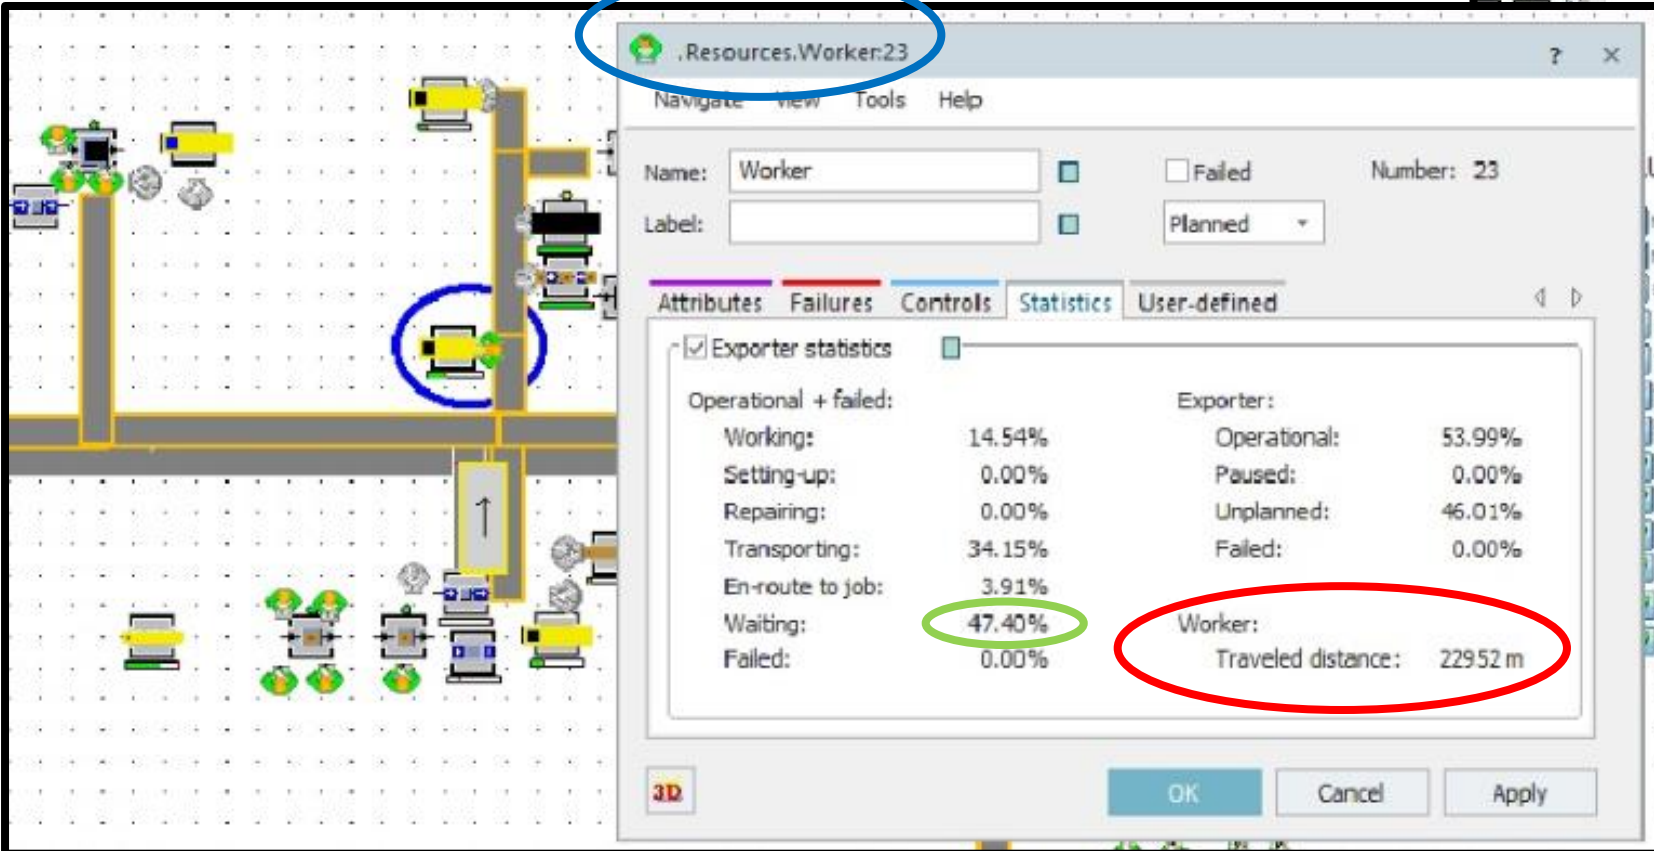 .Resources.Worker:23
?
Navigate View Tools Help
Name: Worker Failed Number: 23
Label: Planned
Attributes Failures Controls Statistics User-defined
Exporter statistics
Operational + failed: Exporter:
Working: 14.54% Operational: 53.99%
Setting-up: 0.00% Paused: 0.00%
Repairing: 0.00% Unplanned: 46.01%
Transporting: 34.15% Failed: 0.00%
En-route to job: 3.91%
Waiting: 47.40% Worker:
Failed: 0.00% Traveled distance: 22952 m
3D OK Cancel Apply